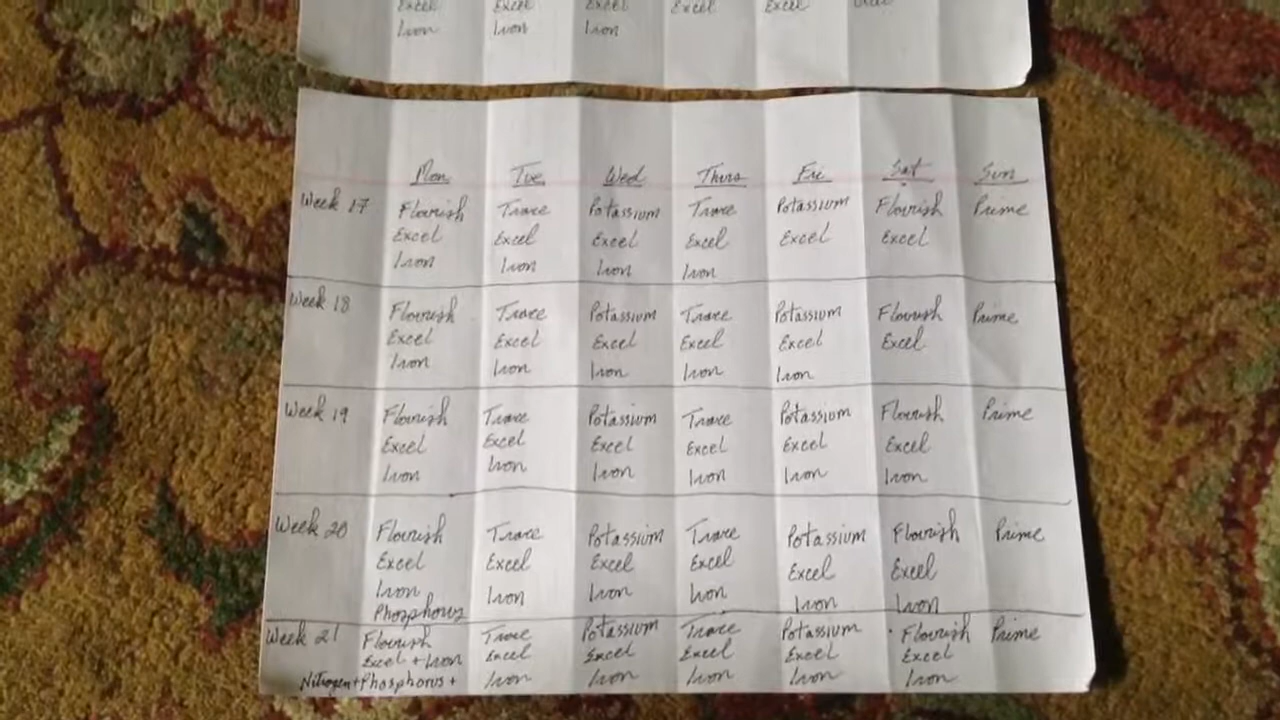 Excel Excel Excel Excel Excel
Iron Iron Iron
Mon Tue Wed Thurs Fri Sat Sun
Week 17 Flourish Trace Potassium Trace Potassium Flourish Prime
Excel Excel Excel Excel Excel Excel
Iron Iron Iron Iron
Week 18 Flourish Trace Potassium Trace Potassium Flourish Prime
Excel Excel Excel Excel Excel Excel
Iron Iron Iron Iron Iron
Week 19 Flourish Trace Potassium Trace Potassium Flourish Prime
Excel Excel Excel Excel Excel Excel
Iron Iron Iron Iron Iron Iron
Week 20 Flourish Trace Potassium Trace Potassium Flourish Prime
Excel Excel Excel Excel Excel Excel
Iron Iron Iron Iron Iron Iron
Phosphorus
Week 21 Flourish Trace Potassium Trace Potassium Flourish Prime
Excel + Iron Excel Excel Excel Excel Excel
Nitrogen + Phosphorus + Iron Iron Iron Iron Iron